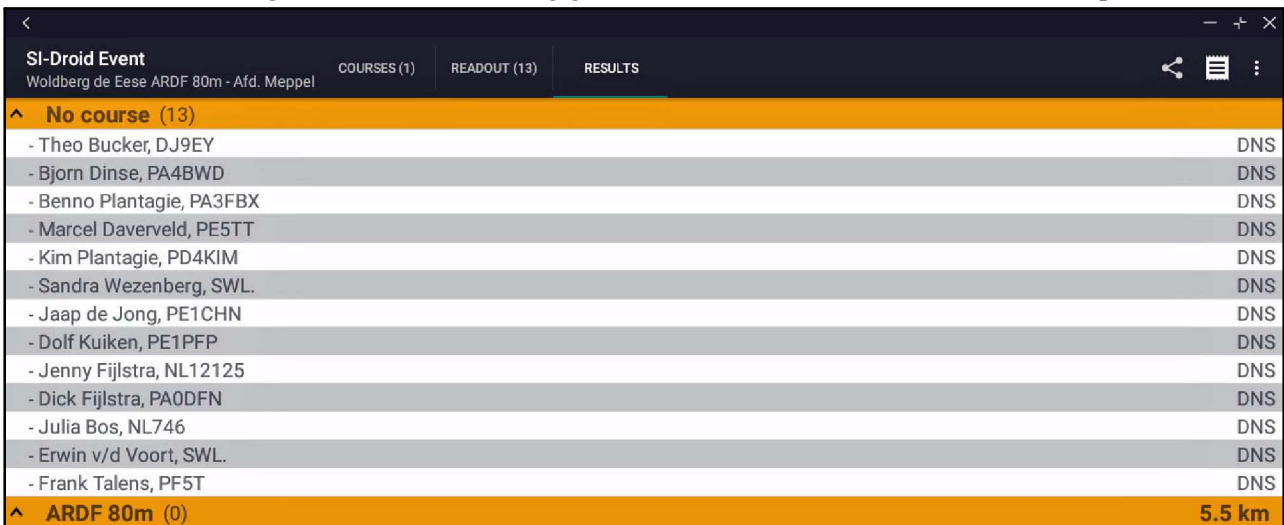 SI-Droid Event
Woldberg de Eese ARDF 80m - Afd. Meppel
COURSES (1) READOUT (13) RESULTS
No course (13)
- Theo Bucker, DJ9EY DNS
- Bjorn Dinse, PA4BWD DNS
- Benno Plantagie, PA3FBX DNS
- Marcel Daverveld, PE5TT DNS
- Kim Plantagie, PD4KIM DNS
- Sandra Wezenberg, SWL. DNS
- Jaap de Jong, PE1CHN DNS
- Dolf Kuiken, PE1PFP DNS
- Jenny Fijlstra, NL12125 DNS
- Dick Fijlstra, PA0DFN DNS
- Julia Bos, NL746 DNS
- Erwin v/d Voort, SWL. DNS
- Frank Talens, PF5T DNS
ARDF 80m (0) 5.5 km